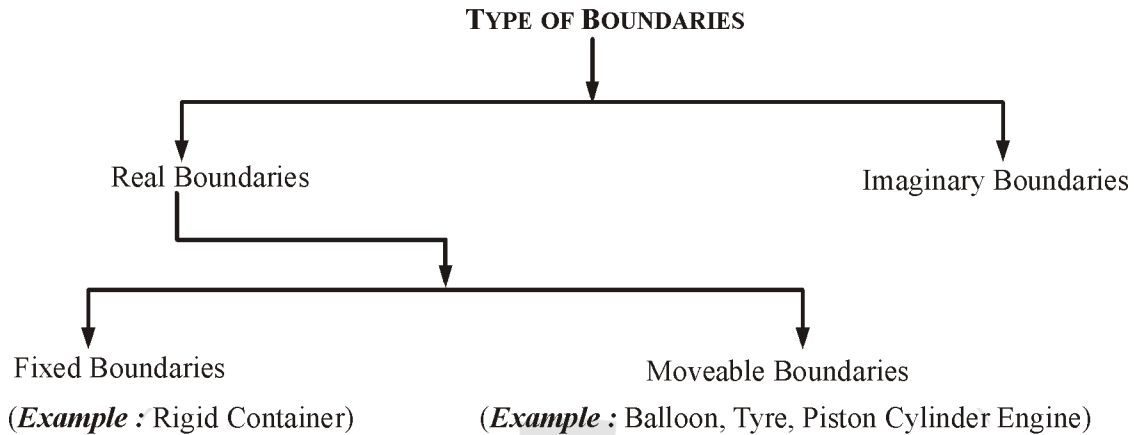 TYPE OF BOUNDARIES
Real Boundaries
Imaginary Boundaries
Fixed Boundaries
Moveable Boundaries
(Example : Rigid Container)
(Example : Balloon, Tyre, Piston Cylinder Engine)